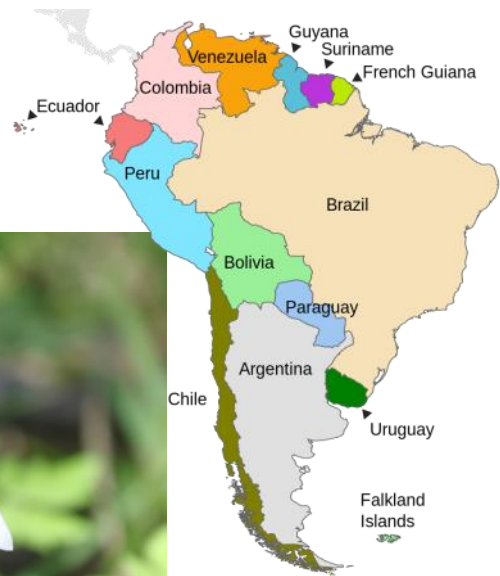 Guyana
Suriname
French Guiana
Venezuela
Colombia
Ecuador
Peru
Brazil
Bolivia
Paraguay
Argentina
Chile
Uruguay
Falkland
Islands